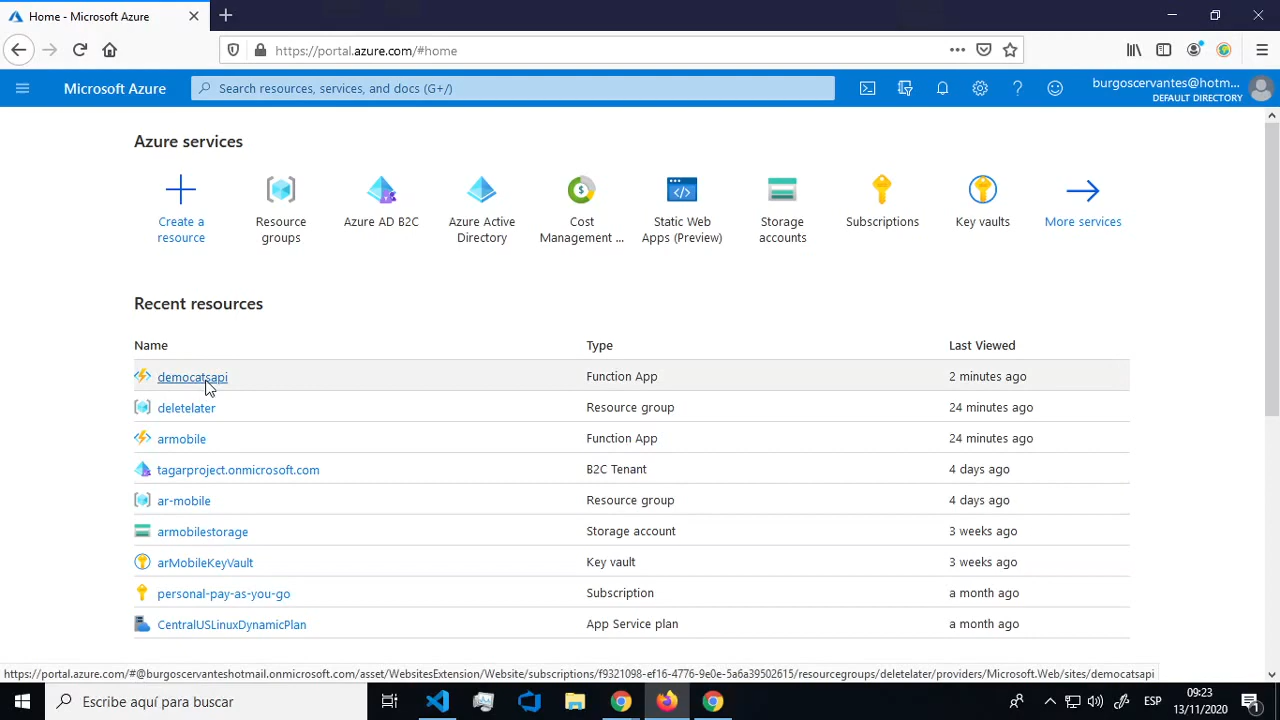 Home - Microsoft Azure
https://portal.azure.com/#home
Microsoft Azure
Search resources, services, and docs (G+/)
burgoscervantes@hotm...
DEFAULT DIRECTORY
Azure services
Create a resource
Resource groups
Azure AD B2C
Azure Active Directory
Cost Management ...
Static Web Apps (Preview)
Storage accounts
Subscriptions
Key vaults
More services
Recent resources
Name Type Last Viewed
democatsapi Function App 2 minutes ago
deletelater Resource group 24 minutes ago
armobile Function App 24 minutes ago
tagarproject.onmicrosoft.com B2C Tenant 4 days ago
ar-mobile Resource group 4 days ago
armobilestorage Storage account 3 weeks ago
arMobileKeyVault Key vault 3 weeks ago
personal-pay-as-you-go Subscription a month ago
CentralUSLinuxDynamicPlan App Service plan a month ago
https://portal.azure.com/#@burgoscervanteshotmail.onmicrosoft.com/asset/WebsitesExtension/Website/subscriptions/f9321098-ef16-4776-9e0e-5a6a39502615/resourcegroups/deletelater/providers/Microsoft.Web/sites/democatsapi
Escribe aquí para buscar
ESP
09:23
13/11/2020
1